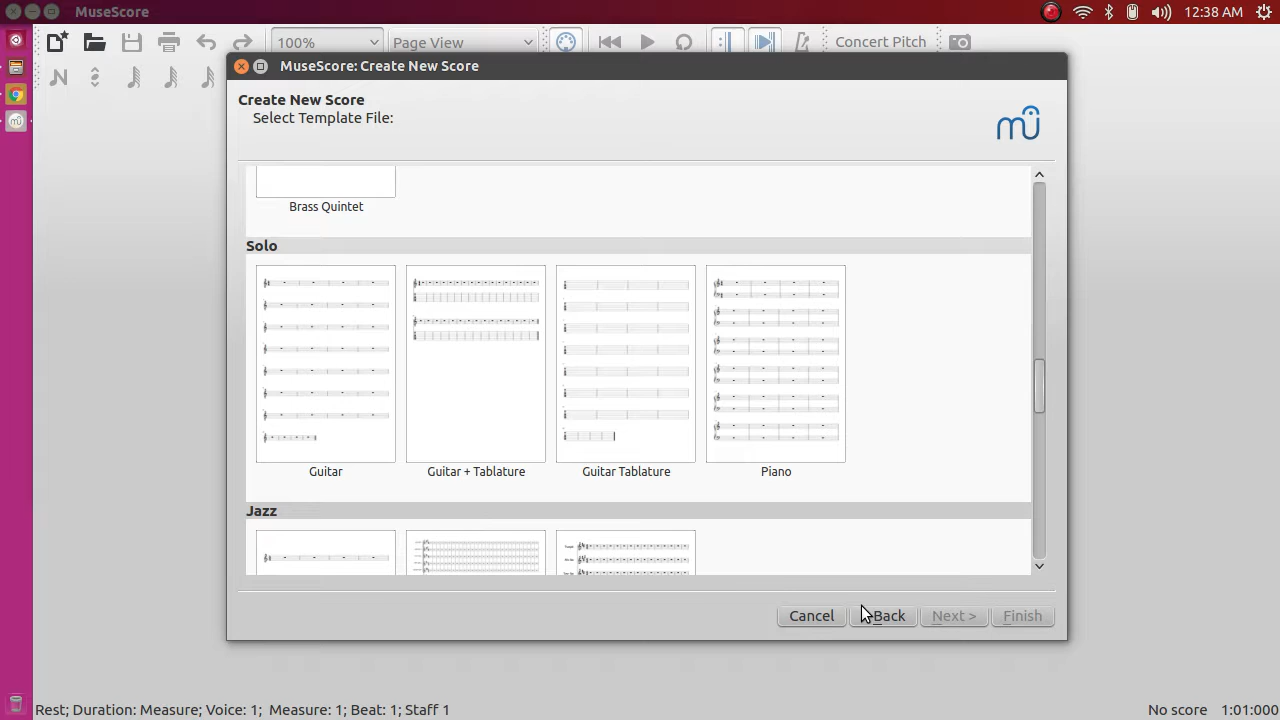 MuseScore
12:38 AM
100%
Page View
Concert Pitch
MuseScore: Create New Score
Create New Score
Select Template File:
Brass Quintet
Solo
Guitar
Guitar + Tablature
Guitar Tablature
Piano
Jazz
Cancel
Back
Next >
Finish
Rest; Duration: Measure; Voice: 1; Measure: 1; Beat: 1; Staff 1
No score
1:01:000